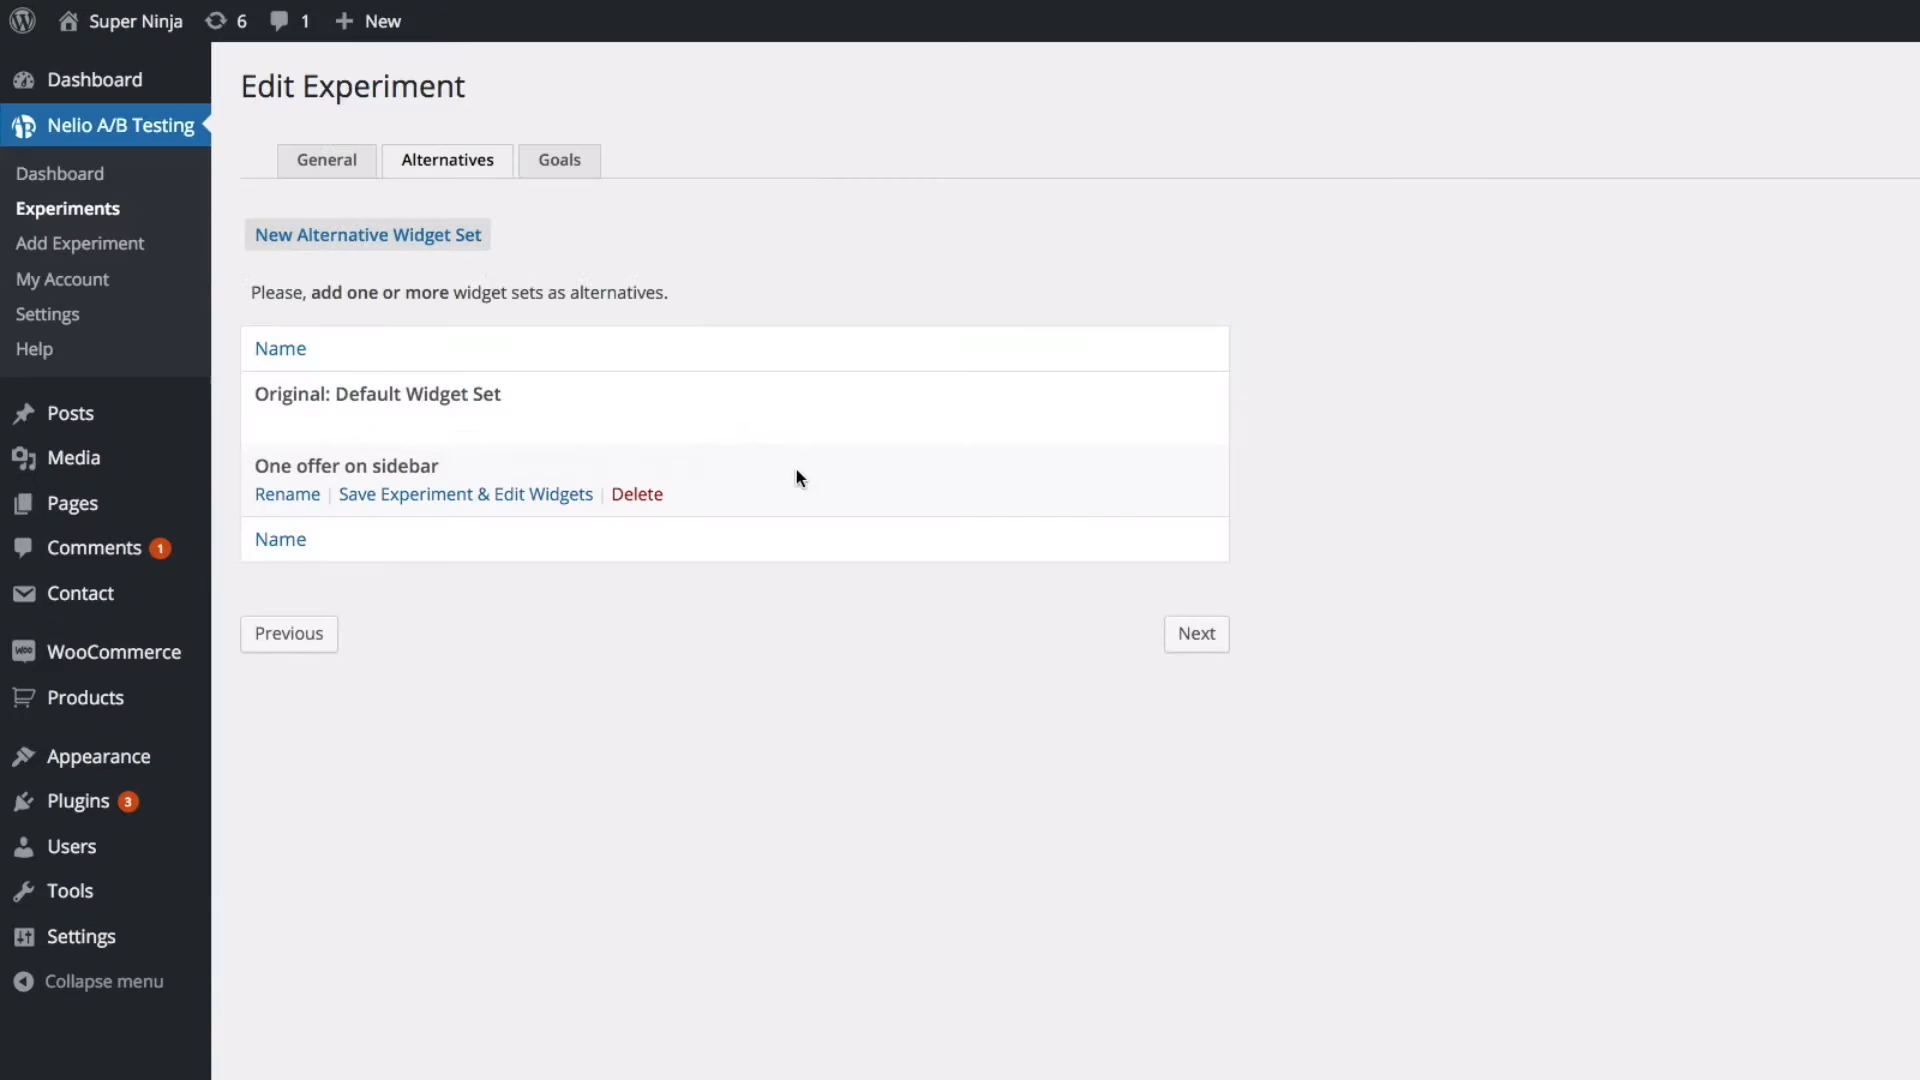 Super Ninja 6 1 New
Dashboard
Nelio A/B Testing
Dashboard
Experiments
Add Experiment
My Account
Settings
Help
Posts
Media
Pages
Comments 1
Contact
WooCommerce
Products
Appearance
Plugins 3
Users
Tools
Settings
Collapse menu
Edit Experiment
General Alternatives Goals
New Alternative Widget Set
Please, add one or more widget sets as alternatives.
Name
Original: Default Widget Set
One offer on sidebar
Rename | Save Experiment & Edit Widgets | Delete
Name
Previous Next